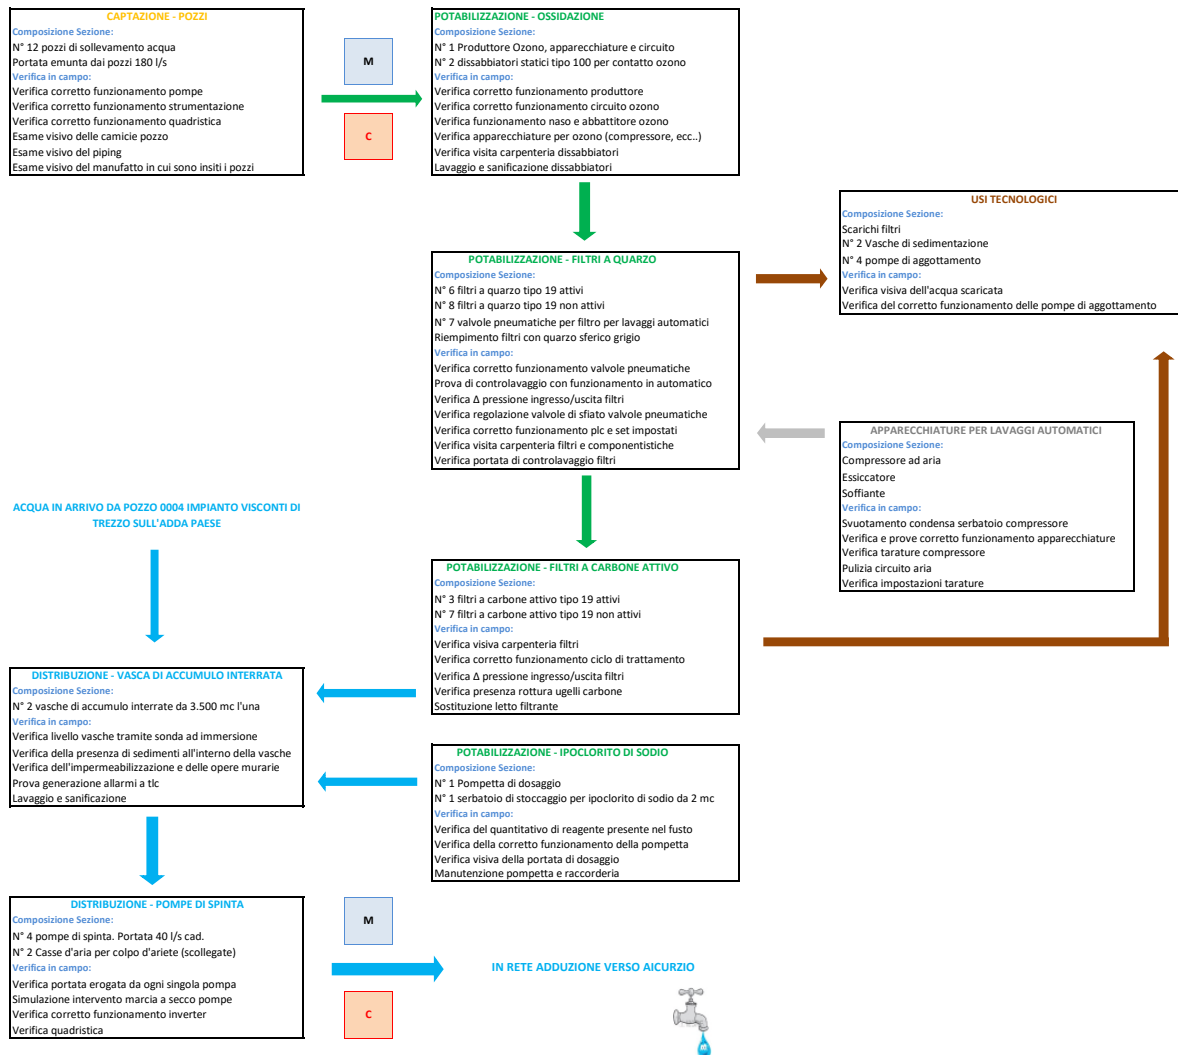 CAPTAZIONE - POZZI
Composizione Sezione:
N° 12 pozzi di sollevamento acqua
Portata emunta dai pozzi 180 l/s
Verifica in campo:
Verifica corretto funzionamento pompe
Verifica corretto funzionamento strumentazione
Verifica corretto funzionamento quadristica
Esame visivo delle camicie pozzo
Esame visivo del piping
Esame visivo del manufatto in cui sono insiti i pozzi
M
C
POTABILIZZAZIONE - OSSIDAZIONE
Composizione Sezione:
N° 1 Produttore Ozono, apparecchiature e circuito
N° 2 dissabbiatori statici tipo 100 per contatto ozono
Verifica in campo:
Verifica corretto funzionamento produttore
Verifica corretto funzionamento circuito ozono
Verifica funzionamento naso e abbattitore ozono
Verifica apparecchiature per ozono (compressore, ecc..)
Verifica visita carpenteria dissabbiatori
Lavaggio e sanificazione dissabbiatori
USI TECNOLOGICI
Composizione Sezione:
Scarichi filtri
N° 2 Vasche di sedimentazione
N° 4 pompe di aggottamento
Verifica in campo:
Verifica visiva dell'acqua scaricata
Verifica del corretto funzionamento delle pompe di aggottamento
POTABILIZZAZIONE - FILTRI A QUARZO
Composizione Sezione:
N° 6 filtri a quarzo tipo 19 attivi
N° 8 filtri a quarzo tipo 19 non attivi
N° 7 valvole pneumatiche per filtro per lavaggi automatici
Riempimento filtri con quarzo sferico grigio
Verifica in campo:
Verifica corretto funzionamento valvole pneumatiche
Prova di controlavaggio con funzionamento in automatico
Verifica Δ pressione ingresso/uscita filtri
Verifica regolazione valvole di sfiato valvole pneumatiche
Verifica corretto funzionamento plc e set impostati
Verifica visita carpenteria filtri e componentistiche
Verifica portata di controlavaggio filtri
APPARECCHIATURE PER LAVAGGI AUTOMATICI
Composizione Sezione:
Compressore ad aria
Essiccatore
Soffiante
Verifica in campo:
Svuotamento condensa serbatoio compressore
Verifica e prove corretto funzionamento apparecchiature
Verifica tarature compressore
Pulizia circuito aria
Verifica impostazioni tarature
ACQUA IN ARRIVO DA POZZO 0004 IMPIANTO VISCONTI DI
TREZZO SULL'ADDA PAESE
POTABILIZZAZIONE - FILTRI A CARBONE ATTIVO
Composizione Sezione:
N° 3 filtri a carbone attivo tipo 19 attivi
N° 7 filtri a carbone attivo tipo 19 non attivi
Verifica in campo:
Verifica visiva carpenteria filtri
Verifica corretto funzionamento ciclo di trattamento
Verifica Δ pressione ingresso/uscita filtri
Verifica presenza rottura ugelli carbone
Sostituzione letto filtrante
DISTRIBUZIONE - VASCA DI ACCUMULO INTERRATA
Composizione Sezione:
N° 2 vasche di accumulo interrate da 3.500 mc l'una
Verifica in campo:
Verifica livello vasche tramite sonda ad immersione
Verifica della presenza di sedimenti all'interno della vasche
Verifica dell'impermeabilizzazione e delle opere murarie
Prova generazione allarmi a tlc
Lavaggio e sanificazione
POTABILIZZAZIONE - IPOCLORITO DI SODIO
Composizione Sezione:
N° 1 Pompetta di dosaggio
N° 1 serbatoio di stoccaggio per ipoclorito di sodio da 2 mc
Verifica in campo:
Verifica del quantitativo di reagente presente nel fusto
Verifica della corretto funzionamento della pompetta
Verifica visiva della portata di dosaggio
Manutenzione pompetta e raccorderia
DISTRIBUZIONE - POMPE DI SPINTA
Composizione Sezione:
N° 4 pompe di spinta. Portata 40 l/s cad.
N° 2 Casse d'aria per colpo d'ariete (scollegate)
Verifica in campo:
Verifica portata erogata da ogni singola pompa
Simulazione intervento marcia a secco pompe
Verifica corretto funzionamento inverter
Verifica quadristica
M
C
IN RETE ADDUZIONE VERSO AICURZIO